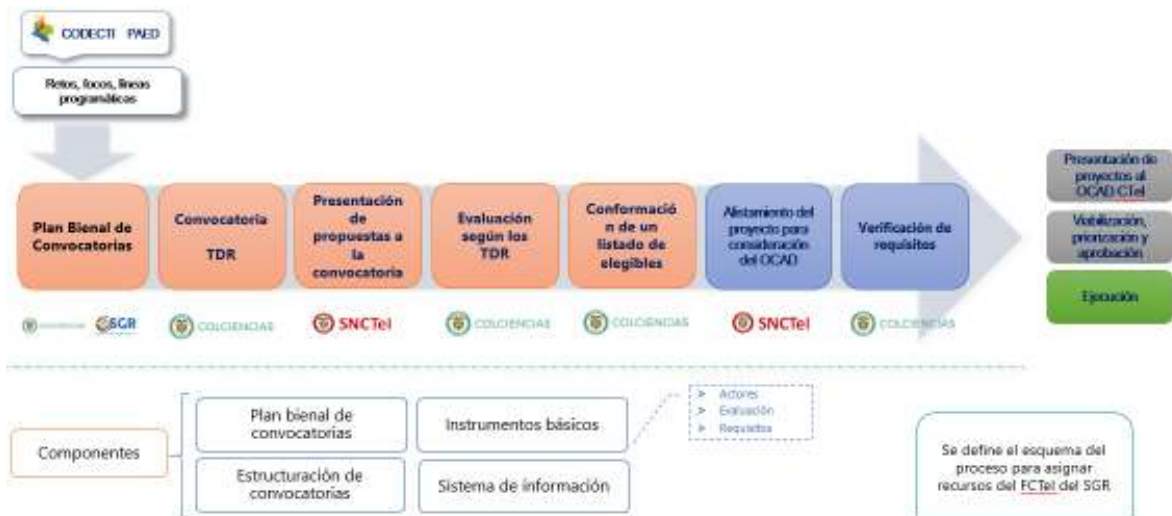 CODECTI PAED
Retos, focos, líneas
programáticas
Plan Bienal de
Convocatorias
Convocatoria
TDR
Presentación
de
propuestas a
la
convocatoria
Evaluación
según los
TDR
Conformació
n de un
listado de
elegibles
Alistamiento del
proyecto para
consideración
del OCAD
Verificación de
requisitos
Presentación de
proyectos al
OCAD CTeI
Viabilización,
priorización y
aprobación
Ejecución
SGR
COLCIENCIAS
SNCTeI
COLCIENCIAS
COLCIENCIAS
SNCTeI
COLCIENCIAS
Componentes
Plan bienal de
convocatorias
Instrumentos básicos
Estructuración de
convocatorias
Sistema de información
> Actores
> Evaluación
> Requisitos
Se define el esquema del
proceso para asignar
recursos del FCTeI del SGR